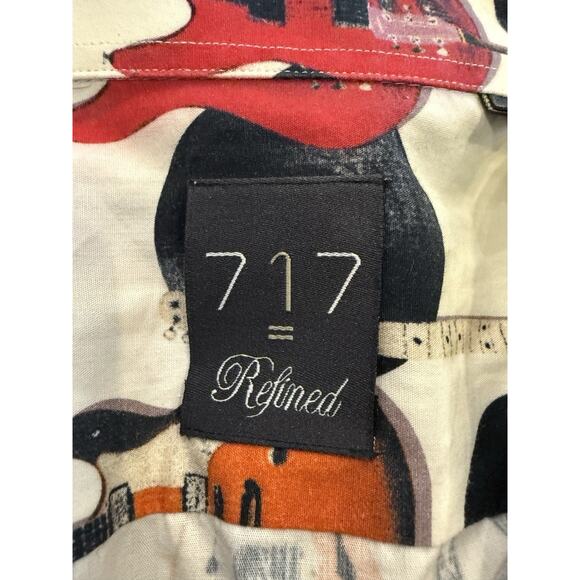 717
=
Refined